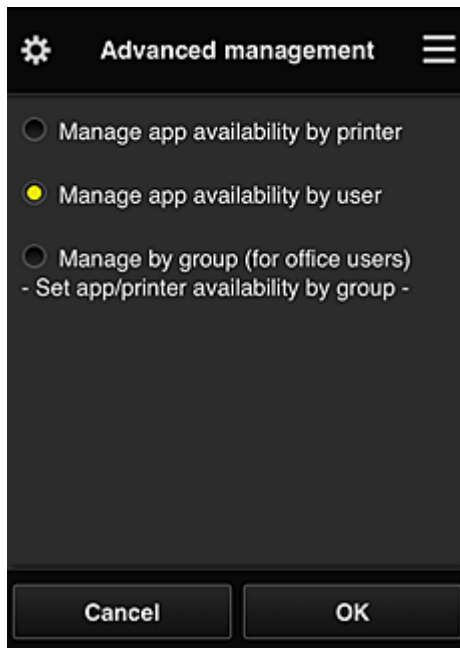 Advanced management
Manage app availability by printer
Manage app availability by user
Manage by group (for office users)
- Set app/printer availability by group -
Cancel
OK